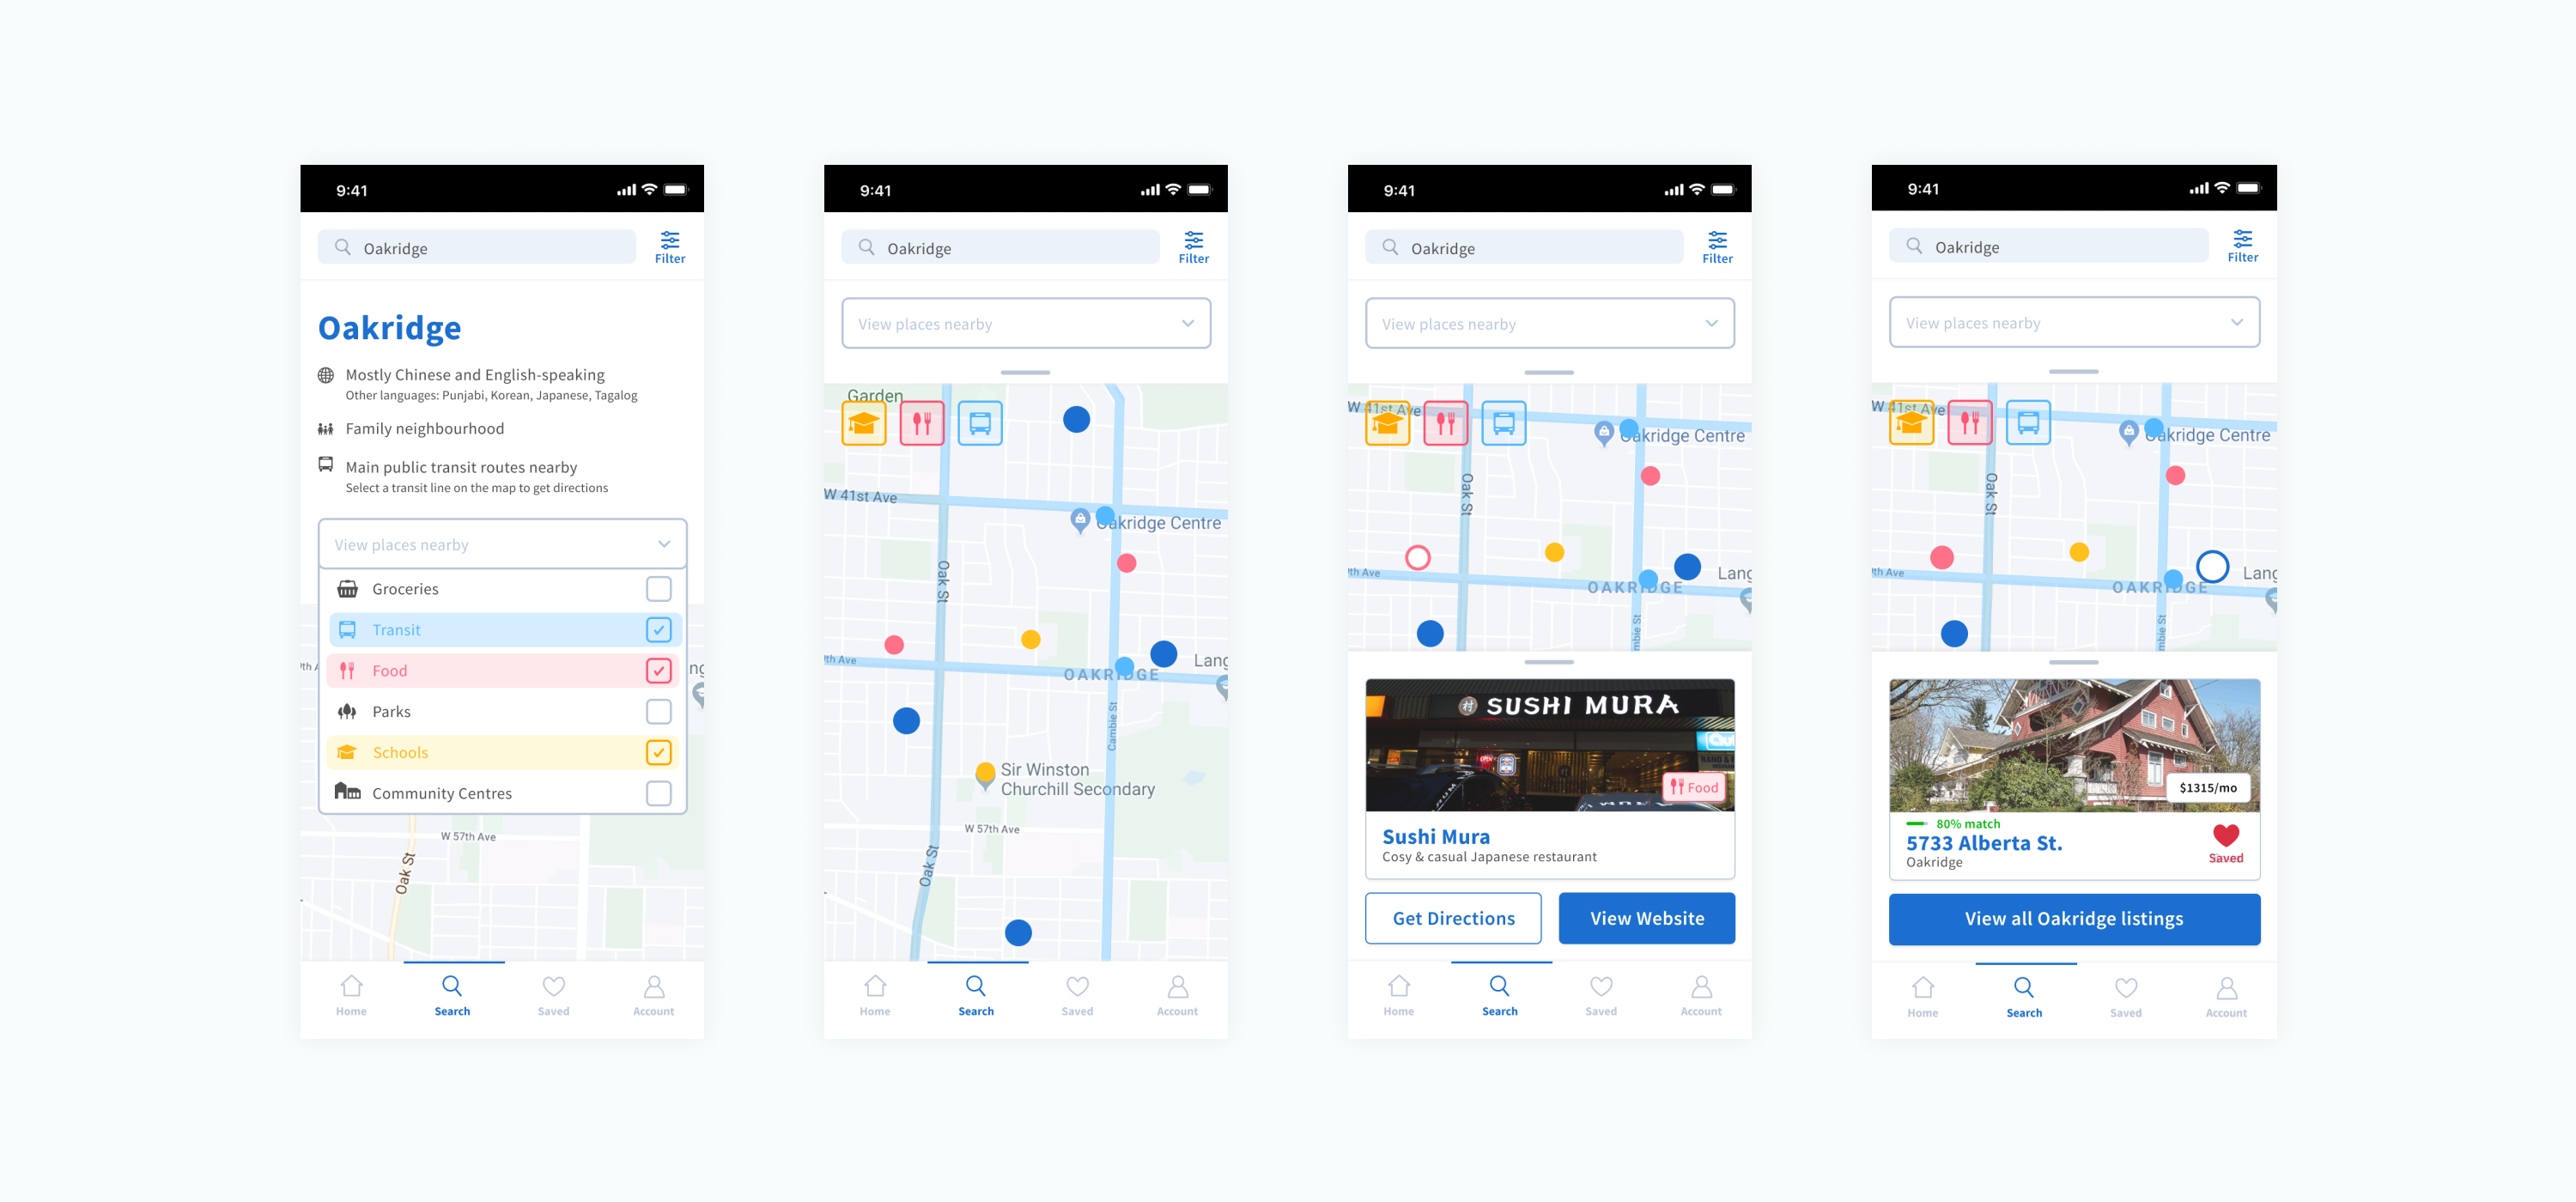 9:41
Oakridge
Filter
Oakridge
Mostly Chinese and English-speaking
Other languages: Punjabi, Korean, Japanese, Tagalog
Family neighbourhood
Main public transit routes nearby
Select a transit line on the map to get directions
View places nearby
Groceries
Transit
Food
Parks
Schools
Community Centres
W 57th Ave
Oak St
Home
Search
Saved
Account
9:41
Oakridge
Filter
View places nearby
Garden
W 41st Ave
Oakridge Centre
Oak St
th Ave
OAKRIDGE
Lang
Cambie St
Sir Winston
Churchill Secondary
W 57th Ave
Oak St
Home
Search
Saved
Account
9:41
Oakridge
Filter
View places nearby
W 41st Ave
Oakridge Centre
Oak St
th Ave
OAKRIDGE
Lang
mbie St
村 SUSHI MURA
OPEN
Food
Sushi Mura
Cosy & casual Japanese restaurant
Get Directions
View Website
Home
Search
Saved
Account
9:41
Oakridge
Filter
View places nearby
W 41st Ave
Oakridge Centre
Oak St
th Ave
OAKRIDGE
Lang
mbie St
$1315/mo
80% match
5733 Alberta St.
Oakridge
Saved
View all Oakridge listings
Home
Search
Saved
Account